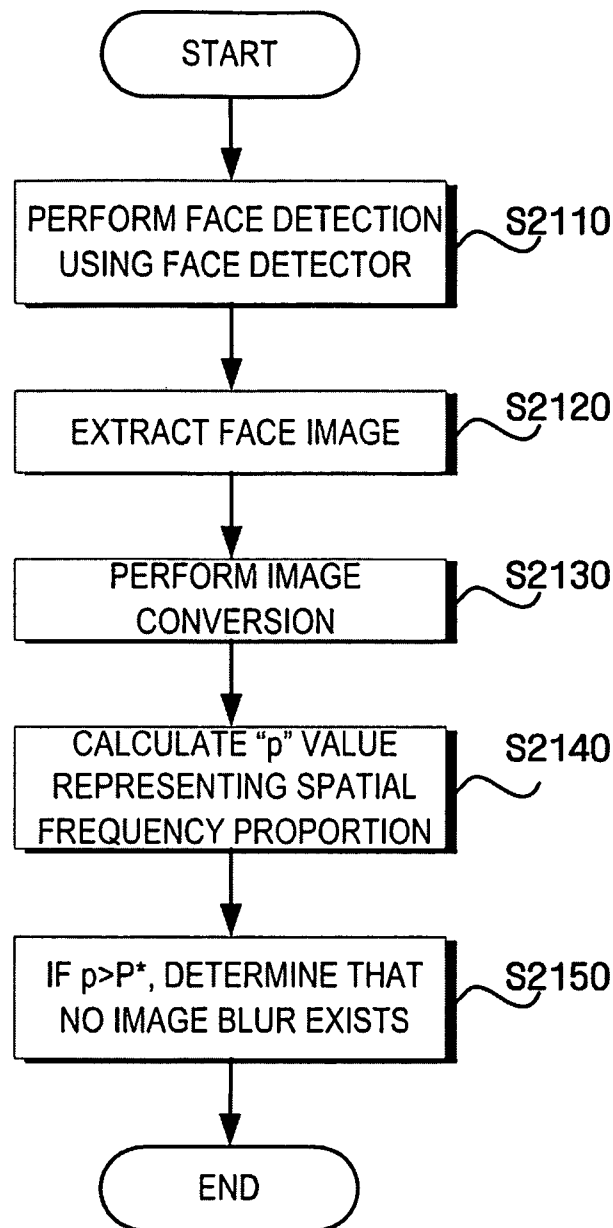 START
PERFORM FACE DETECTION
USING FACE DETECTOR
S2110
EXTRACT FACE IMAGE
S2120
PERFORM IMAGE
CONVERSION
S2130
CALCULATE “p” VALUE
REPRESENTING SPATIAL
FREQUENCY PROPORTION
S2140
IF p>P*, DETERMINE THAT
NO IMAGE BLUR EXISTS
S2150
END